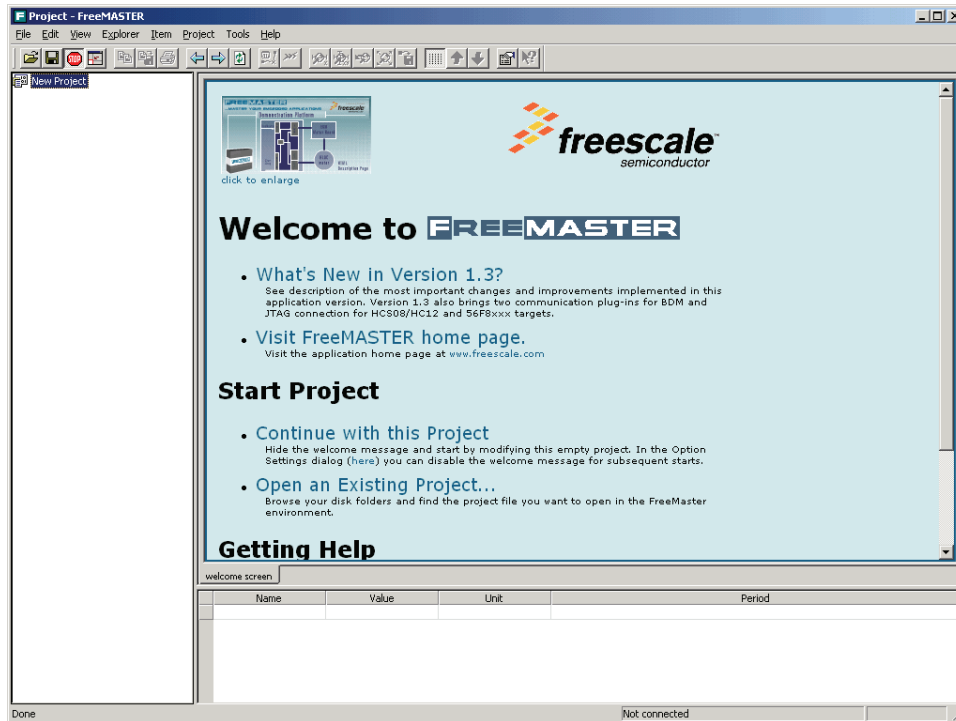 Project - FreeMASTER
File Edit View Explorer Item Project Tools Help
New Project
FREEMASTER
freescale
Demonstration Platform
click to enlarge
freescale™
semiconductor
Welcome to FREEMASTER
What's New in Version 1.3?
See description of the most important changes and improvements implemented in this
application version. Version 1.3 also brings two communication plug-ins for BDM and
JTAG connection for HCS08/HC12 and 56F8xxx targets.
Visit FreeMASTER home page.
Visit the application home page at www.freescale.com
Start Project
Continue with this Project
Hide the welcome message and start by modifying this empty project. In the Option
Settings dialog (here) you can disable the welcome message for subsequent starts.
Open an Existing Project...
Browse your disk folders and find the project file you want to open in the FreeMaster
environment.
Getting Help
welcome screen
Name Value Unit Period
Done Not connected